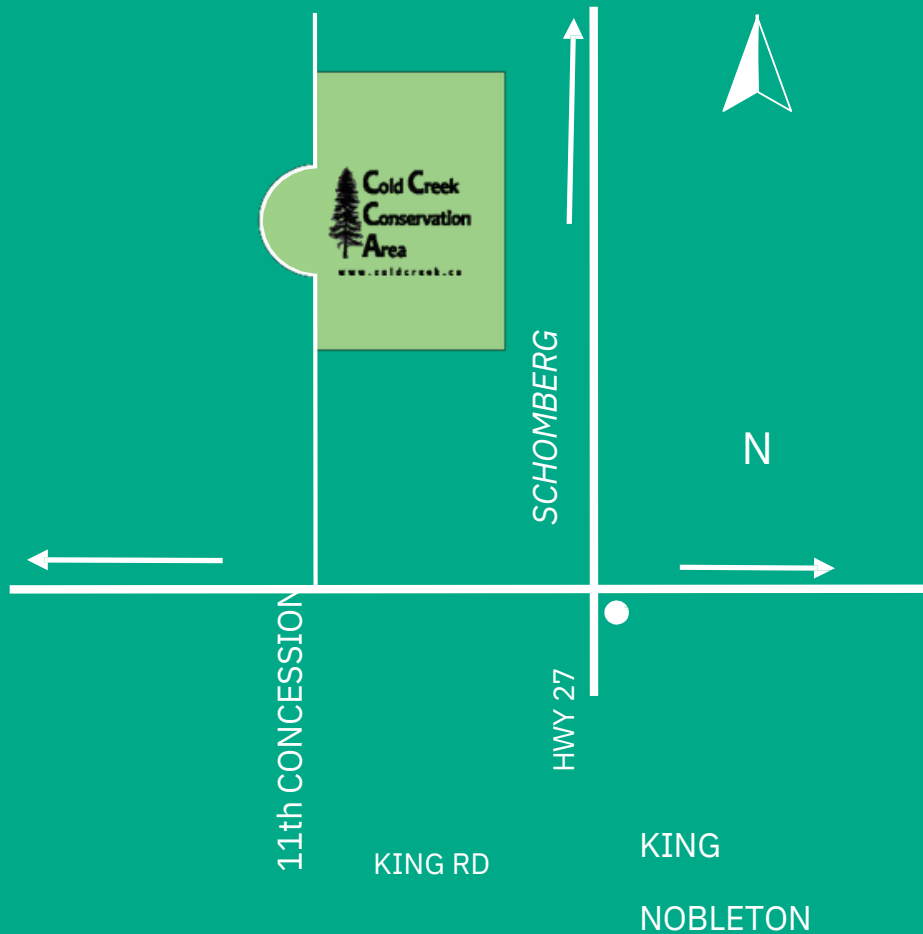 Cold Creek
Conservation
Area
www.coldcreek.ca
SCHOMBERG
N
11th CONCESSION
HWY 27
KING RD
KING
NOBLETON